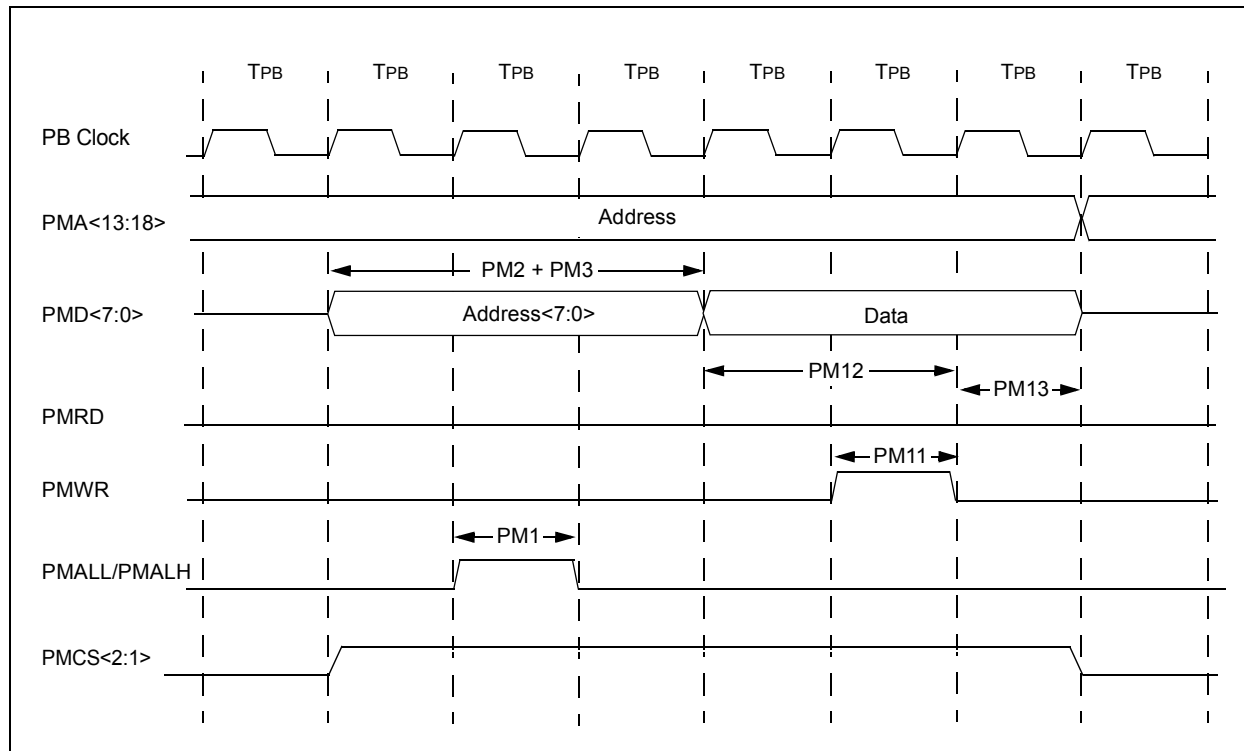 TPB TPB TPB TPB TPB TPB TPB TPB
PB Clock
PMA<13:18>
Address
PM2 + PM3
PMD<7:0>
Address<7:0>
Data
PM12
PM13
PMRD
PM11
PMWR
PM1
PMALL/PMALH
PMCS<2:1>